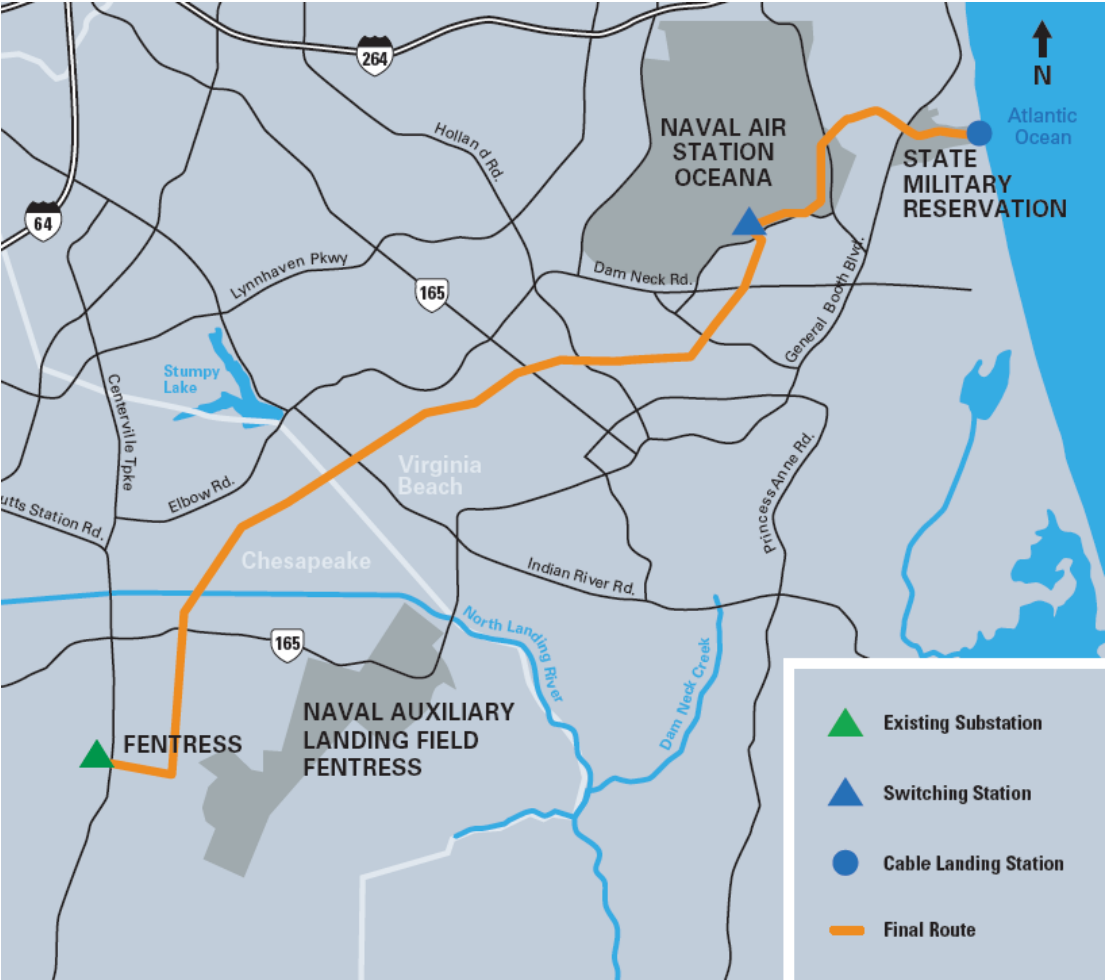 264
N
Atlantic
Ocean
Holland Rd.
NAVAL AIR
STATION
OCEANA
STATE
MILITARY
RESERVATION
64
Lynnhaven Pkwy
165
Dam Neck Rd.
General Booth Blvd.
Stumpy
Lake
Centerville Tpke
Virginia
Beach
Elbow Rd.
utts Station Rd.
Princess Anne Rd.
Chesapeake
Indian River Rd.
North Landing River
165
Dam Neck Creek
NAVAL AUXILIARY
LANDING FIELD
FENTRESS
FENTRESS
Existing Substation
Switching Station
Cable Landing Station
Final Route